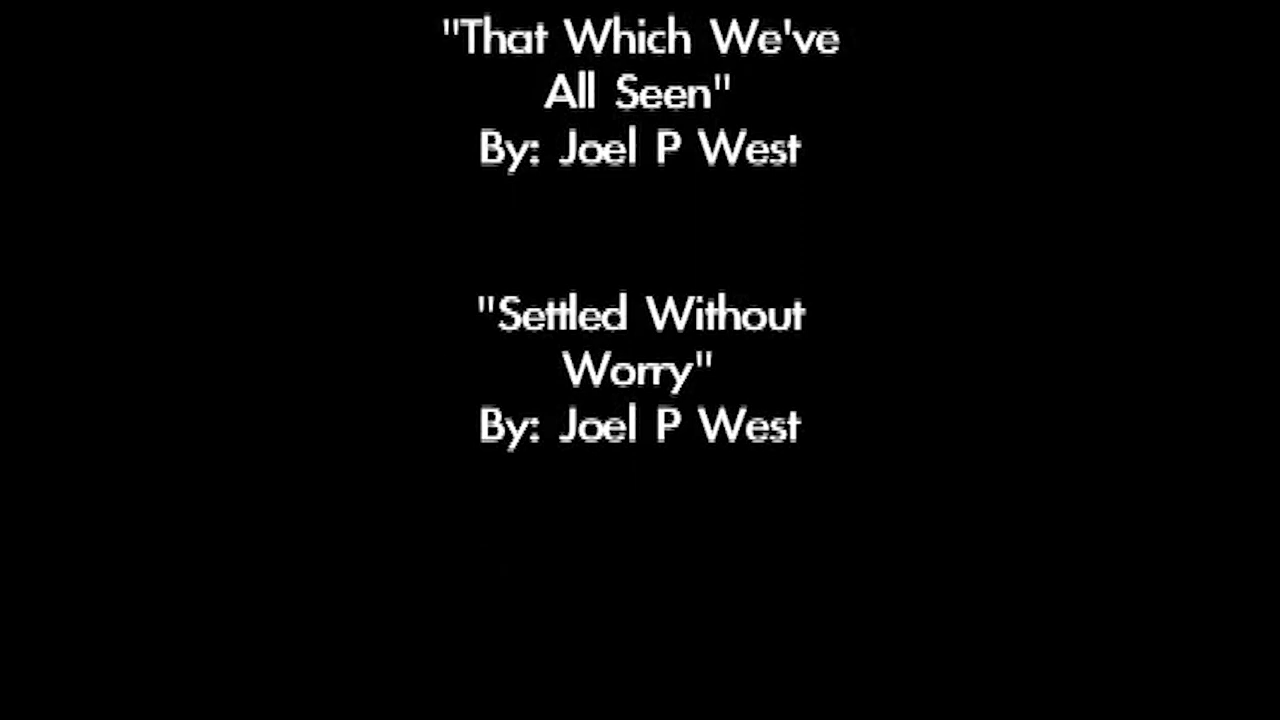 "That Which We've
All Seen"
By: Joel P West
"Settled Without
Worry"
By: Joel P West